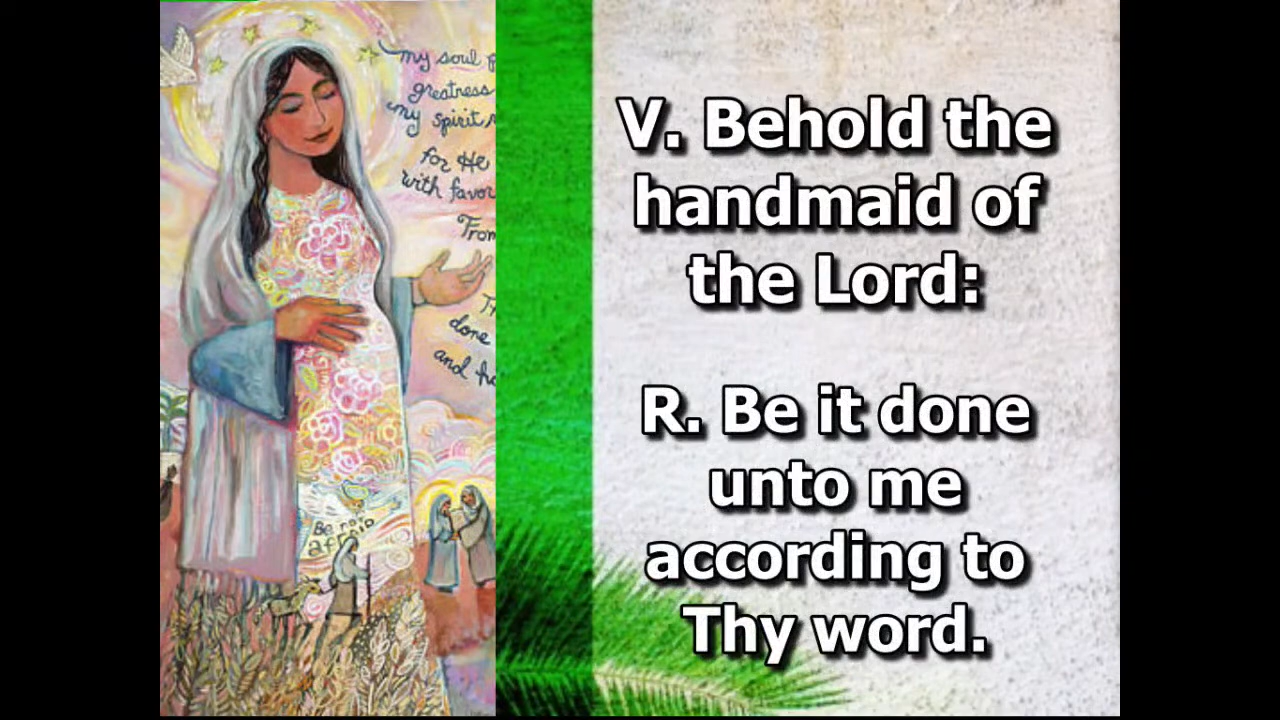 my soul
greatness
my spirit
for He
with favor
From
done
and
Be not
afraid
V. Behold the
handmaid of
the Lord:
R. Be it done
unto me
according to
Thy word.